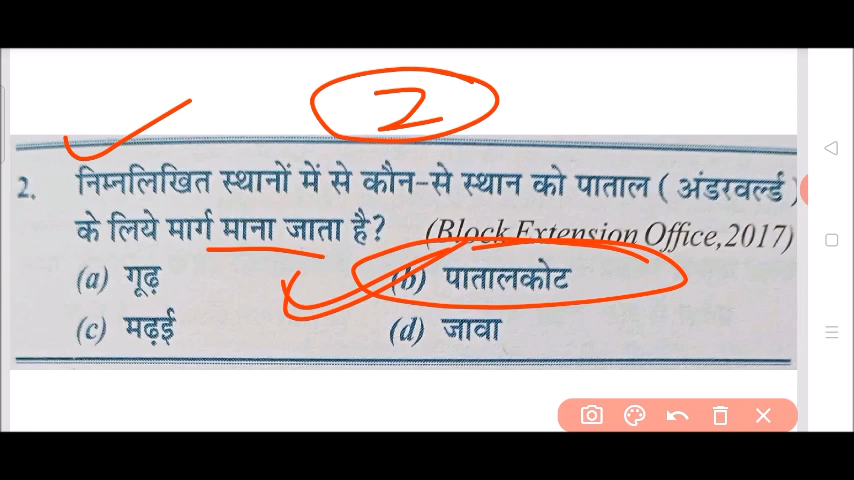 2
2. निम्नलिखित स्थानों में से कौन-से स्थान को पाताल ( अंडरवर्ल्ड )
के लिये मार्ग माना जाता है? (Block Extension Office,2017)
(a) गूढ़ (b) पातालकोट
(c) मढ़ई (d) जावा